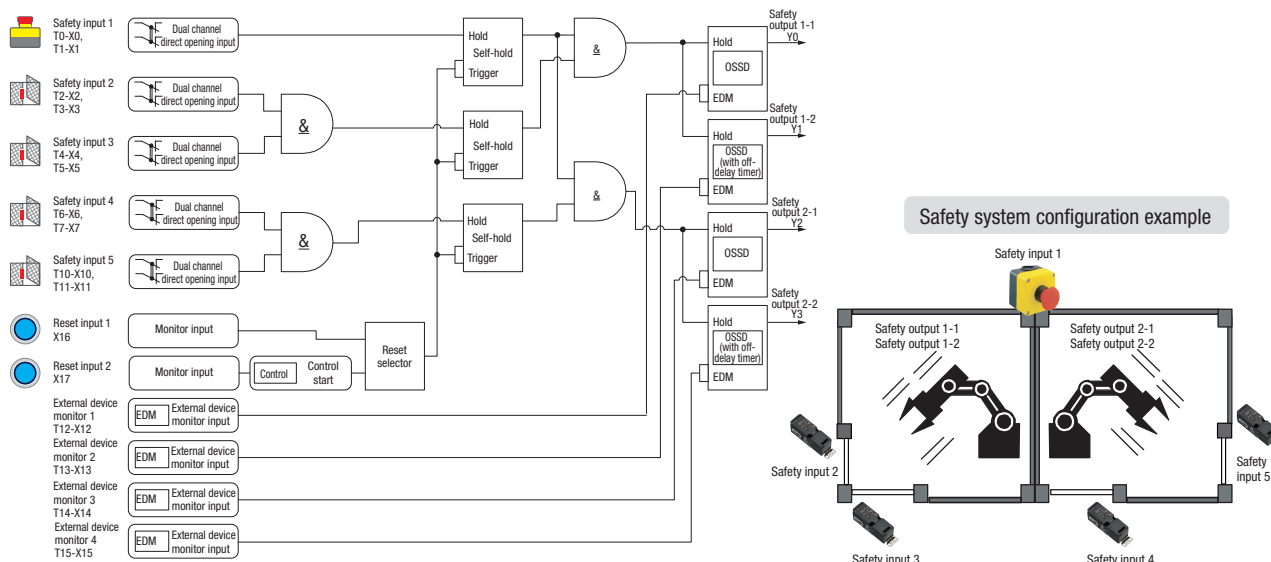 Safety input 1
T0-X0,
T1-X1
Dual channel
direct opening input
Safety input 2
T2-X2,
T3-X3
Dual channel
direct opening input
Safety input 3
T4-X4,
T5-X5
Dual channel
direct opening input
Safety input 4
T6-X6,
T7-X7
Dual channel
direct opening input
Safety input 5
T10-X10,
T11-X11
Dual channel
direct opening input
Reset input 1
X16
Monitor input
Reset input 2
X17
Monitor input
Control
Control
start
Reset
selector
External device
monitor 1
T12-X12
EDM
External device
monitor input
External device
monitor 2
T13-X13
EDM
External device
monitor input
External device
monitor 3
T14-X14
EDM
External device
monitor input
External device
monitor 4
T15-X15
EDM
External device
monitor input
&
&
Hold
Self-hold
Trigger
Hold
Self-hold
Trigger
Hold
Self-hold
Trigger
&
&
Safety
output 1-1
Y0
Hold
OSSD
EDM
Safety
output 1-2
Y1
Hold
OSSD
(with off-
delay timer)
EDM
Safety
output 2-1
Y2
Hold
OSSD
EDM
Safety
output 2-2
Y3
Hold
OSSD
(with off-
delay timer)
EDM
Safety system configuration example
Safety input 1
Safety output 1-1
Safety output 1-2
Safety output 2-1
Safety output 2-2
Safety input 2
Safety
input 5
Safety input 3
Safety input 4